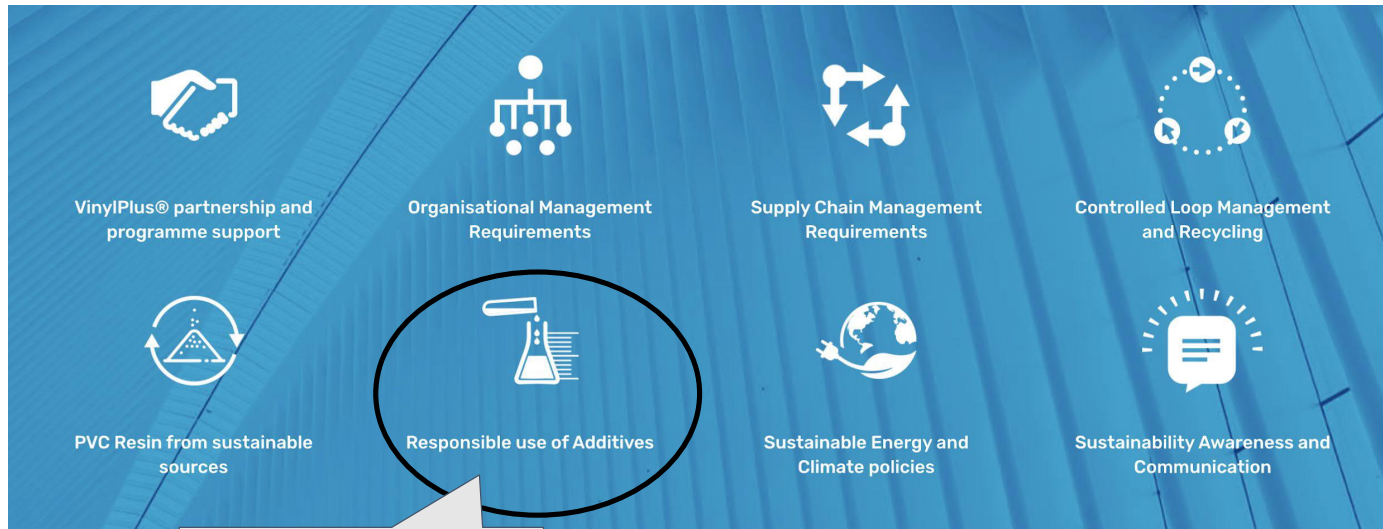 VinylPlus® partnership and
programme support
Organisational Management
Requirements
Supply Chain Management
Requirements
Controlled Loop Management
and Recycling
PVC Resin from sustainable
sources
Responsible use of Additives
Sustainable Energy and
Climate policies
Sustainability Awareness and
Communication